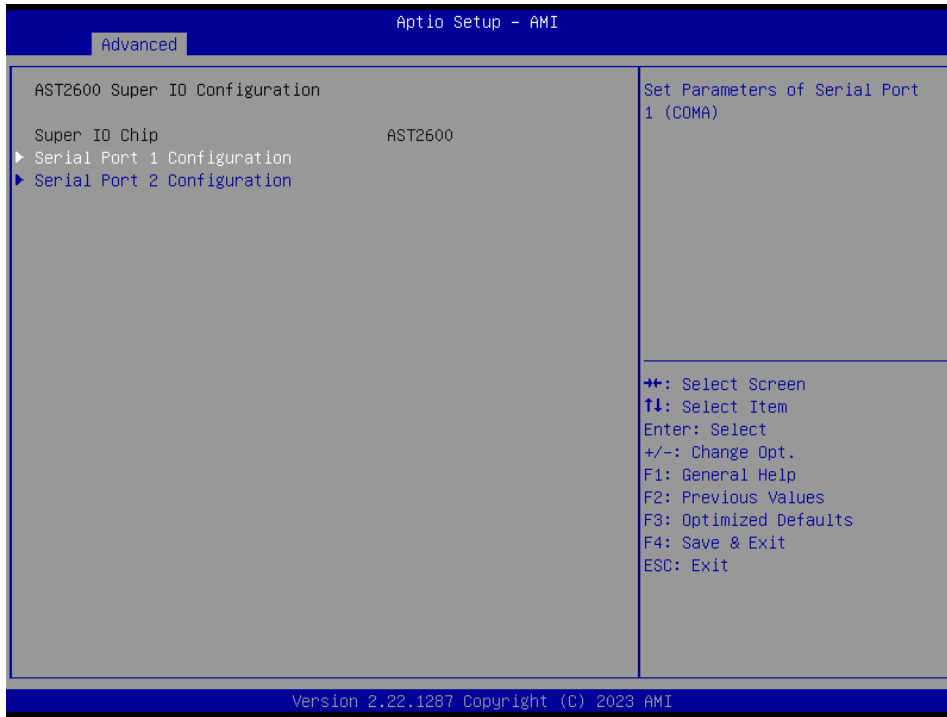 Aptio Setup – AMI
Advanced
AST2600 Super IO Configuration
Super IO Chip AST2600
▶ Serial Port 1 Configuration
▶ Serial Port 2 Configuration
Set Parameters of Serial Port
1 (COMA)
→←: Select Screen
↑↓: Select Item
Enter: Select
+/-: Change Opt.
F1: General Help
F2: Previous Values
F3: Optimized Defaults
F4: Save & Exit
ESC: Exit
Version 2.22.1287 Copyright (C) 2023 AMI